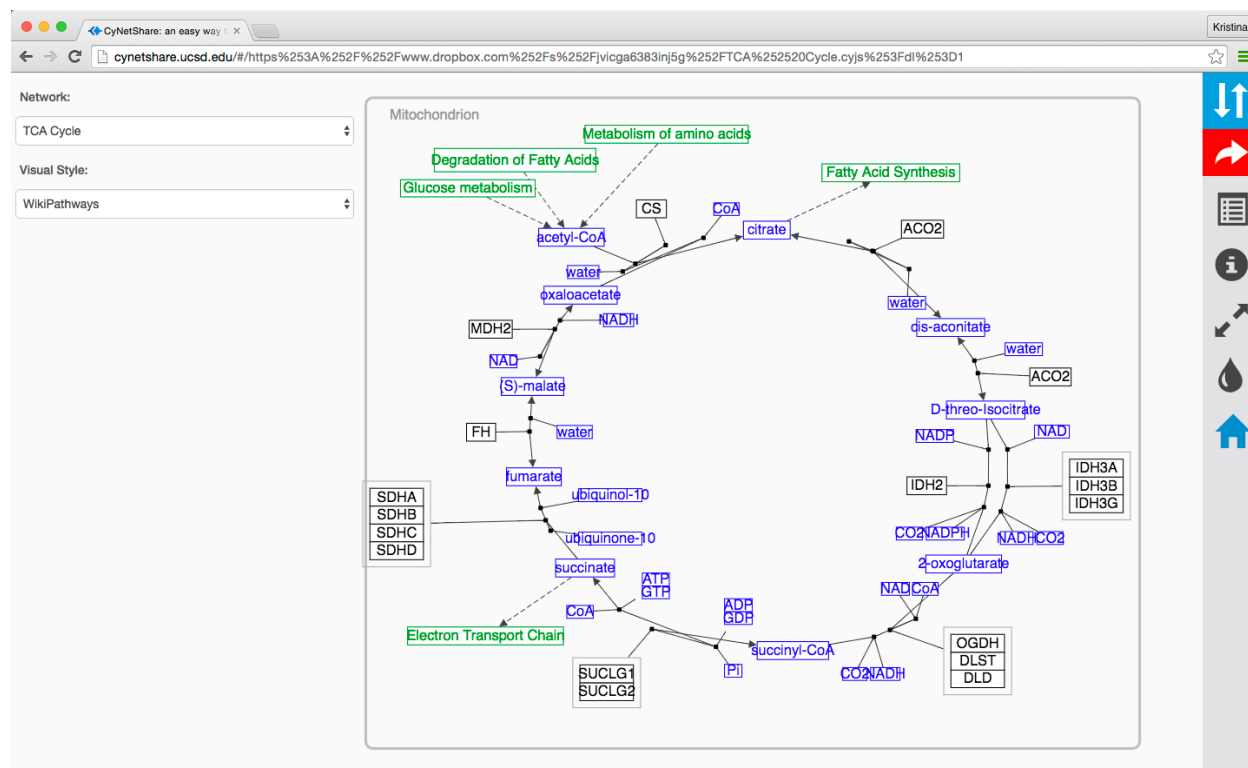 CyNetShare: an easy way t
Kristina
cynetshare.ucsd.edu/#/https%253A%252F%252Fwww.dropbox.com%252Fs%252Fjvicga6383inj5g%252FTCA%252520Cycle.cyjs%253Fdl%253D1
Network:
TCA Cycle
Visual Style:
WikiPathways
Mitochondrion
Metabolism of amino acids
Degradation of Fatty Acids
Glucose metabolism
Fatty Acid Synthesis
CS
CoA
citrate
ACO2
acetyl-CoA
water
oxaloacetate
water
MDH2
NADH
cis-aconitate
NAD
water
(S)-malate
ACO2
D-threo-Isocitrate
FH
water
NADP
NAD
fumarate
IDH3A
IDH3B
IDH3G
IDH2
SDHA
SDHB
SDHC
SDHD
ubiquinol-10
ubiquinone-10
CO2
NADPH
NADH
CO2
succinate
2-oxoglutarate
ATP
GTP
NAD
CoA
CoA
ADP
GDP
Electron Transport Chain
succinyl-CoA
OGDH
DLST
DLD
SUCLG1
SUCLG2
Pi
CO2
NADH